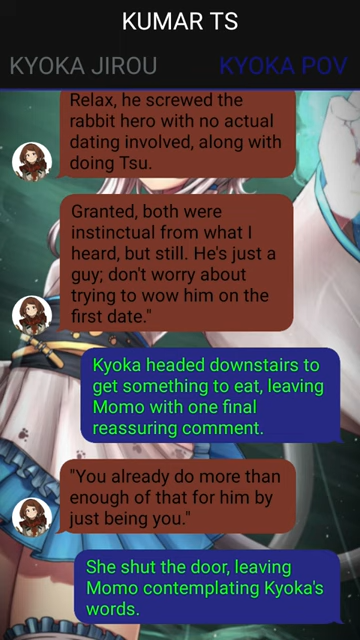 KUMAR TS
KYOKA JIROU
KYOKA POV
Relax, he screwed the
rabbit hero with no actual
dating involved, along with
doing Tsu.
Granted, both were
instinctual from what I
heard, but still. He's just a
guy; don't worry about
trying to wow him on the
first date."
Kyoka headed downstairs to
get something to eat, leaving
Momo with one final
reassuring comment.
"You already do more than
enough of that for him by
just being you."
She shut the door, leaving
Momo contemplating Kyoka's
words.